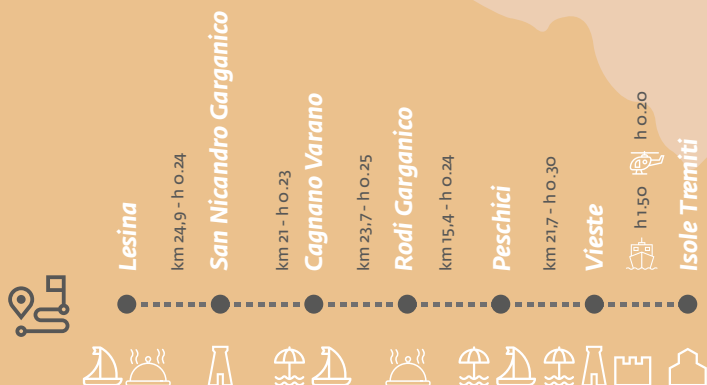 Lesina
km 24,9 - h 0.24
San Nicandro Garganico
km 21 - h 0.23
Cagnano Varano
km 23,7 - h 0.25
Rodi Garganico
km 15,4 - h 0.24
Peschici
km 21,7 - h 0.30
Vieste
h 1.50
h 0.20
Isole Tremiti